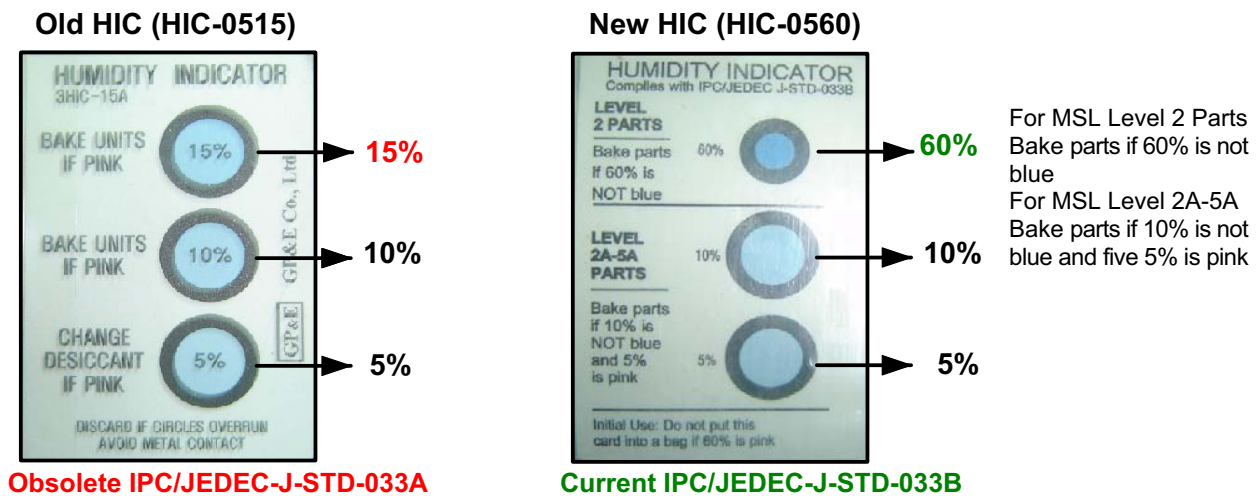 Old HIC (HIC-0515)
HUMIDITY INDICATOR
3HIC-15A
BAKE UNITS
IF PINK
15%
15%
BAKE UNITS
IF PINK
10%
10%
GP&E Co., Ltd
GP&E
CHANGE
DESICCANT
IF PINK
5%
5%
DISCARD IF CIRCLES OVERRUN
AVOID METAL CONTACT
Obsolete IPC/JEDEC-J-STD-033A
New HIC (HIC-0560)
HUMIDITY INDICATOR
Complies with IPC/JEDEC J-STD-033B
LEVEL
2 PARTS
Bake parts
If 60% is
NOT blue
60%
60%
LEVEL
2A-5A
PARTS
10%
10%
Bake parts
if 10% is
NOT blue
and 5%
is pink
5%
5%
Initial Use: Do not put this
card into a bag if 60% is pink
Current IPC/JEDEC-J-STD-033B
For MSL Level 2 Parts
Bake parts if 60% is not
blue
For MSL Level 2A-5A
Bake parts if 10% is not
blue and five 5% is pink